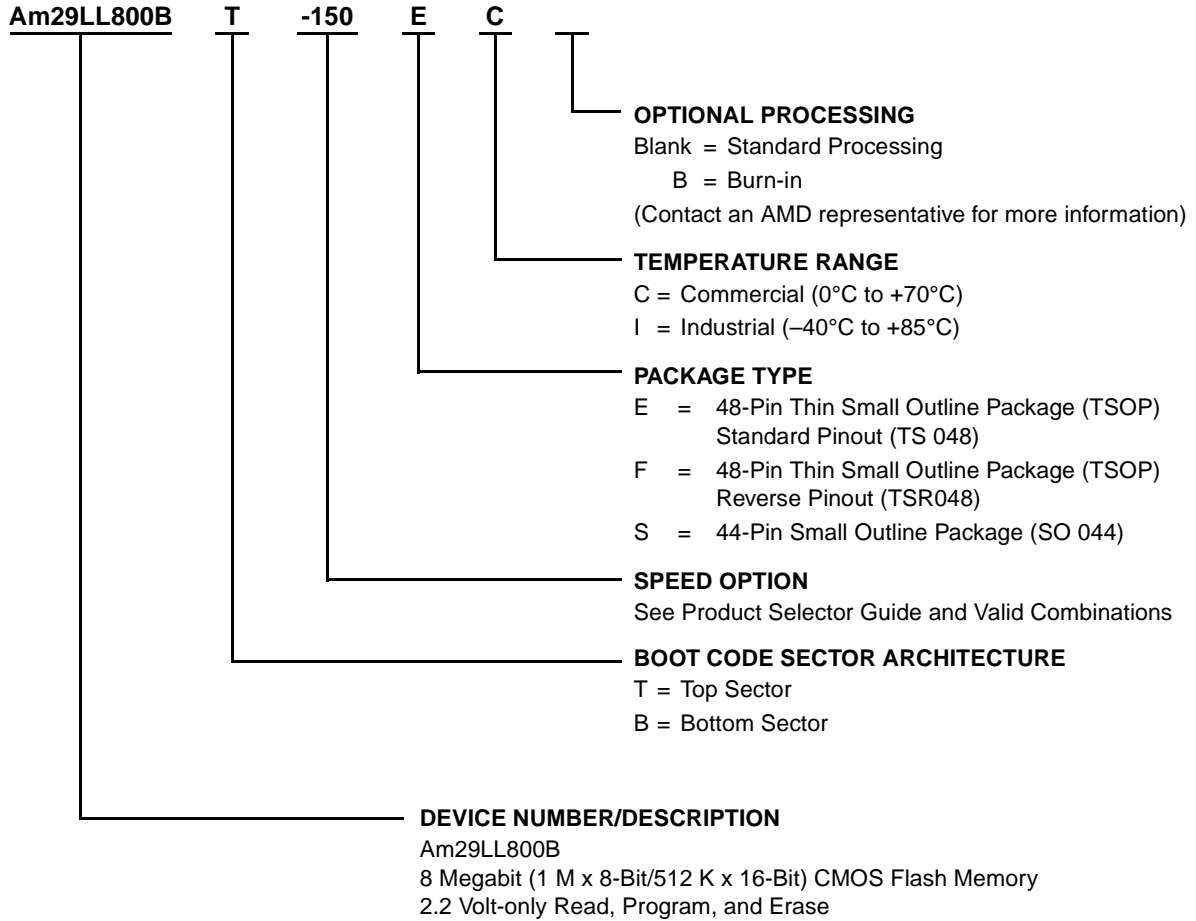 Am29LL800B T -150 E C
OPTIONAL PROCESSING
Blank = Standard Processing
B = Burn-in
(Contact an AMD representative for more information)
TEMPERATURE RANGE
C = Commercial (0°C to +70°C)
I = Industrial (–40°C to +85°C)
PACKAGE TYPE
E = 48-Pin Thin Small Outline Package (TSOP)
Standard Pinout (TS 048)
F = 48-Pin Thin Small Outline Package (TSOP)
Reverse Pinout (TSR048)
S = 44-Pin Small Outline Package (SO 044)
SPEED OPTION
See Product Selector Guide and Valid Combinations
BOOT CODE SECTOR ARCHITECTURE
T = Top Sector
B = Bottom Sector
DEVICE NUMBER/DESCRIPTION
Am29LL800B
8 Megabit (1 M x 8-Bit/512 K x 16-Bit) CMOS Flash Memory
2.2 Volt-only Read, Program, and Erase